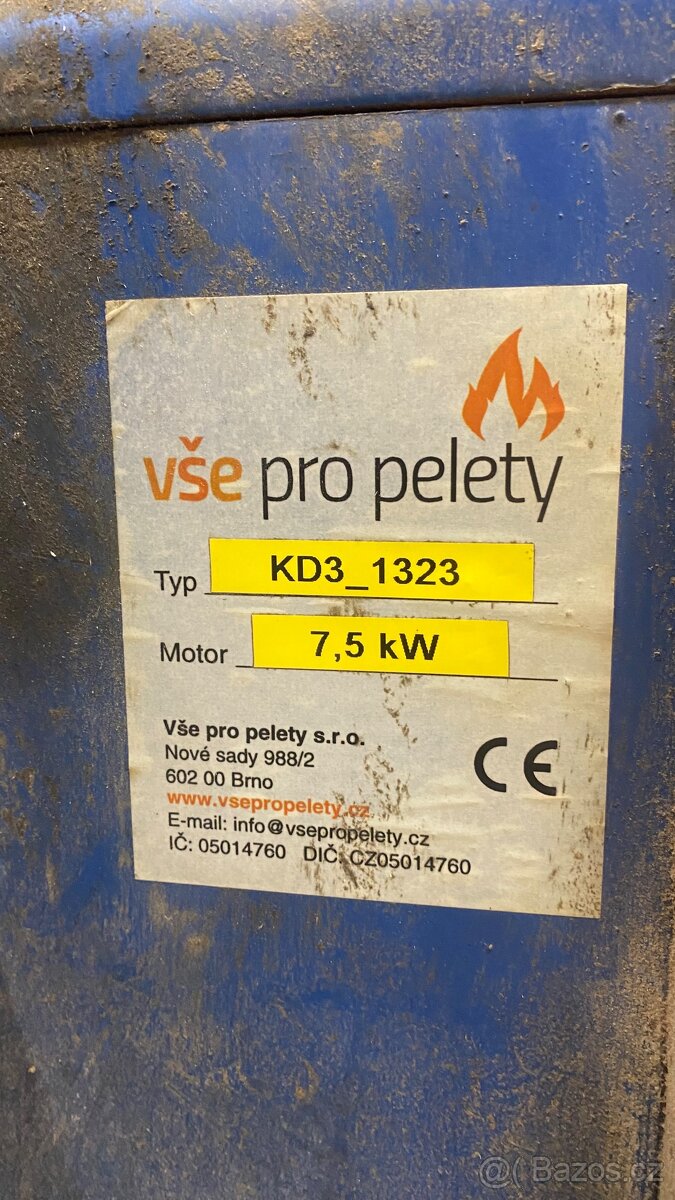 vše pro pelety
Typ KD3_1323
Motor 7,5 kW
Vše pro pelety s.r.o.
Nové sady 988/2
602 00 Brno
www.vsepropelety.cz
E-mail: info@vsepropelety.cz
IČ: 05014760 DIČ: CZ05014760
CE
@( Bazos.cz